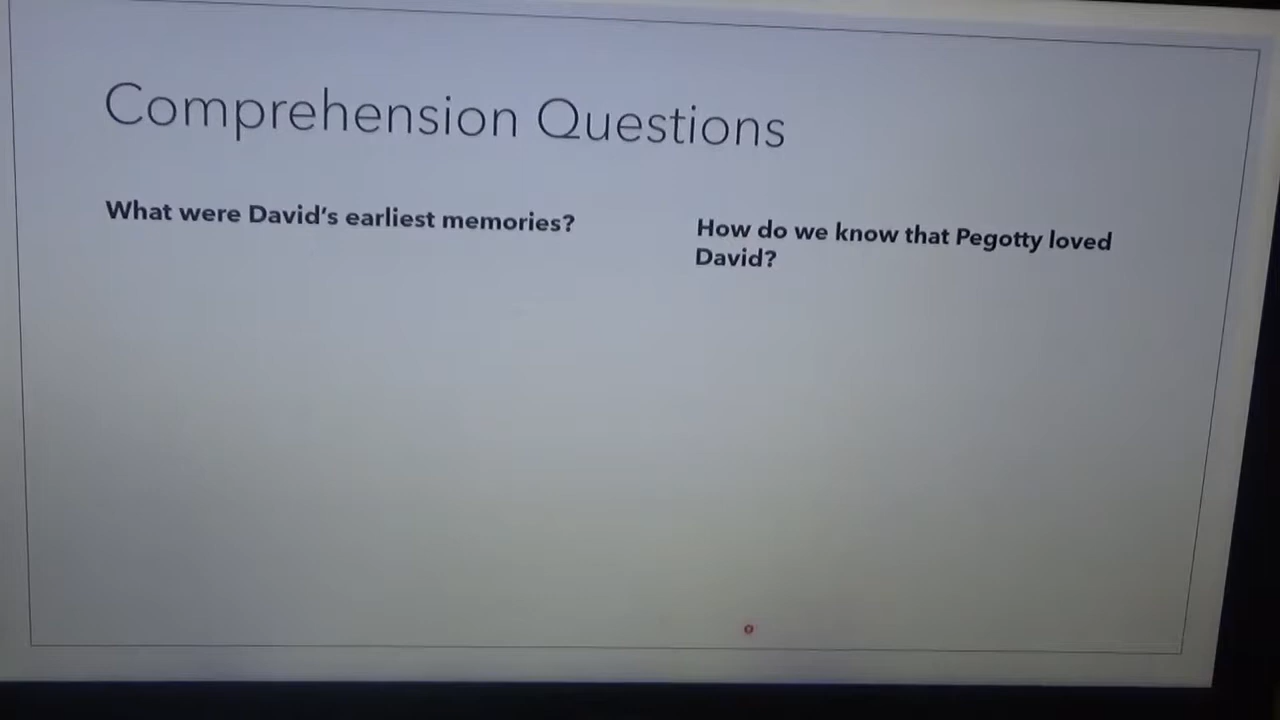 Comprehension Questions
What were David's earliest memories?
How do we know that Pegotty loved
David?